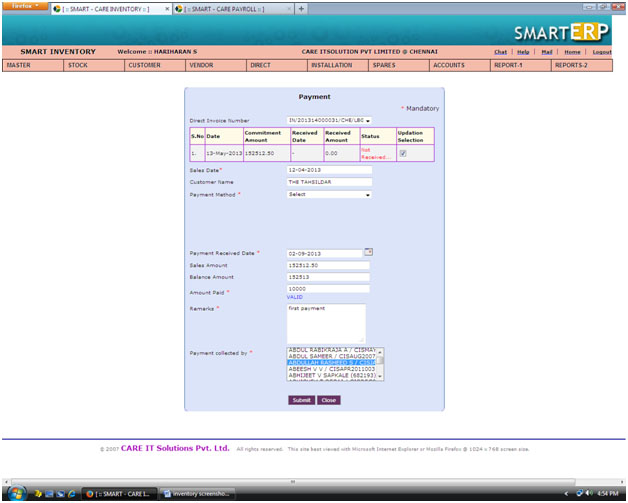 firefox
[ :: SMART - CARE INVENTORY :: ]
[ :: SMART - CARE PAYROLL :: ]
SMARTERP
SMART INVENTORY Welcome :: HARIHARAN S CARE ITSOLUTION PVT LIMITED @ CHENNAI Chat | Help | Mail | Home | Logout
MASTER STOCK CUSTOMER VENDOR DIRECT INSTALLATION SPARES ACCOUNTS REPORT-1 REPORTS-2
Payment
* Mandatory
Direct Invoice Number IN/201314000031/CHE/LBC
S.No Date Commitment Amount Received Date Received Amount Status Updation Selection
1. 13-May-2013 152512.50 - 0.00 Not Received...
Sales Date* 12-04-2013
Customer Name THE TAHSILDAR
Payment Method * Select
Payment Received Date * 02-09-2013
Sales Amount 152512.50
Balance Amount 152513
Amount Paid * 10000
VALID
Remarks * first payment
Payment collected by *
ABDUL RABIKRAJA A / CISMAY
ABDUL SAMEER / CISAUG2007
ABDULLAH RASHEED S / CISJA
ABEESH V V / CISAPR2011003
ABHIJEET V SAPKALE (682193)
Submit Close
© 2007 CARE IT Solutions Pvt. Ltd. All rights reserved. This site best viewed with Microsoft Internet Explorer or Mozilla Firefox @ 1024 x 768 screen size.
[ :: SMART - CARE I...
inventory screensho...
4:54 PM